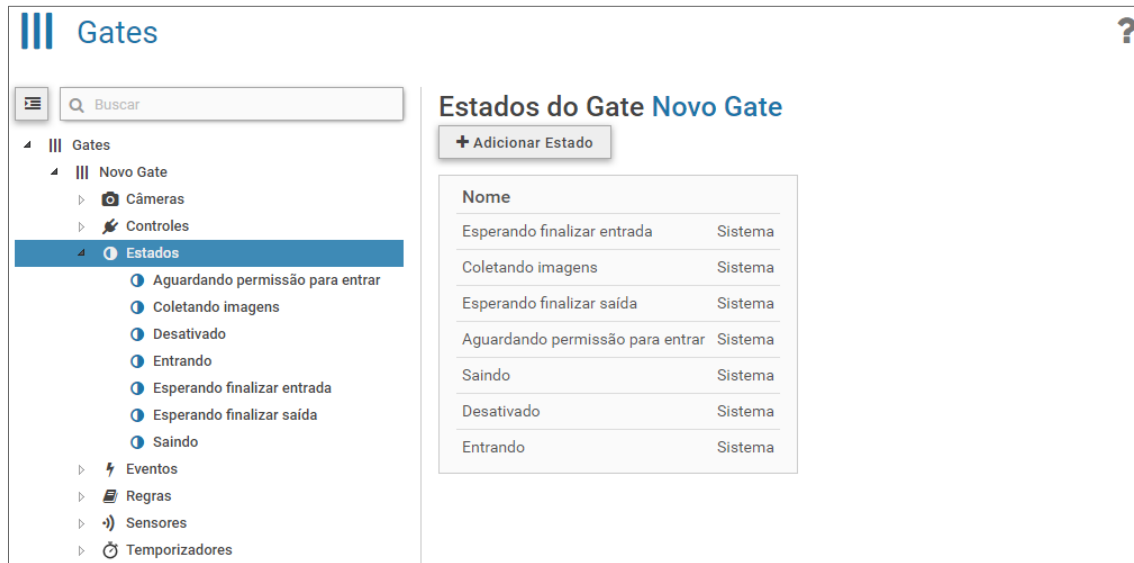 Gates
?
Buscar
Gates
Novo Gate
Câmeras
Controles
Estados
Aguardando permissão para entrar
Coletando imagens
Desativado
Entrando
Esperando finalizar entrada
Esperando finalizar saída
Saindo
Eventos
Regras
Sensores
Temporizadores
Estados do Gate Novo Gate
+ Adicionar Estado
Nome
Esperando finalizar entrada Sistema
Coletando imagens Sistema
Esperando finalizar saída Sistema
Aguardando permissão para entrar Sistema
Saindo Sistema
Desativado Sistema
Entrando Sistema